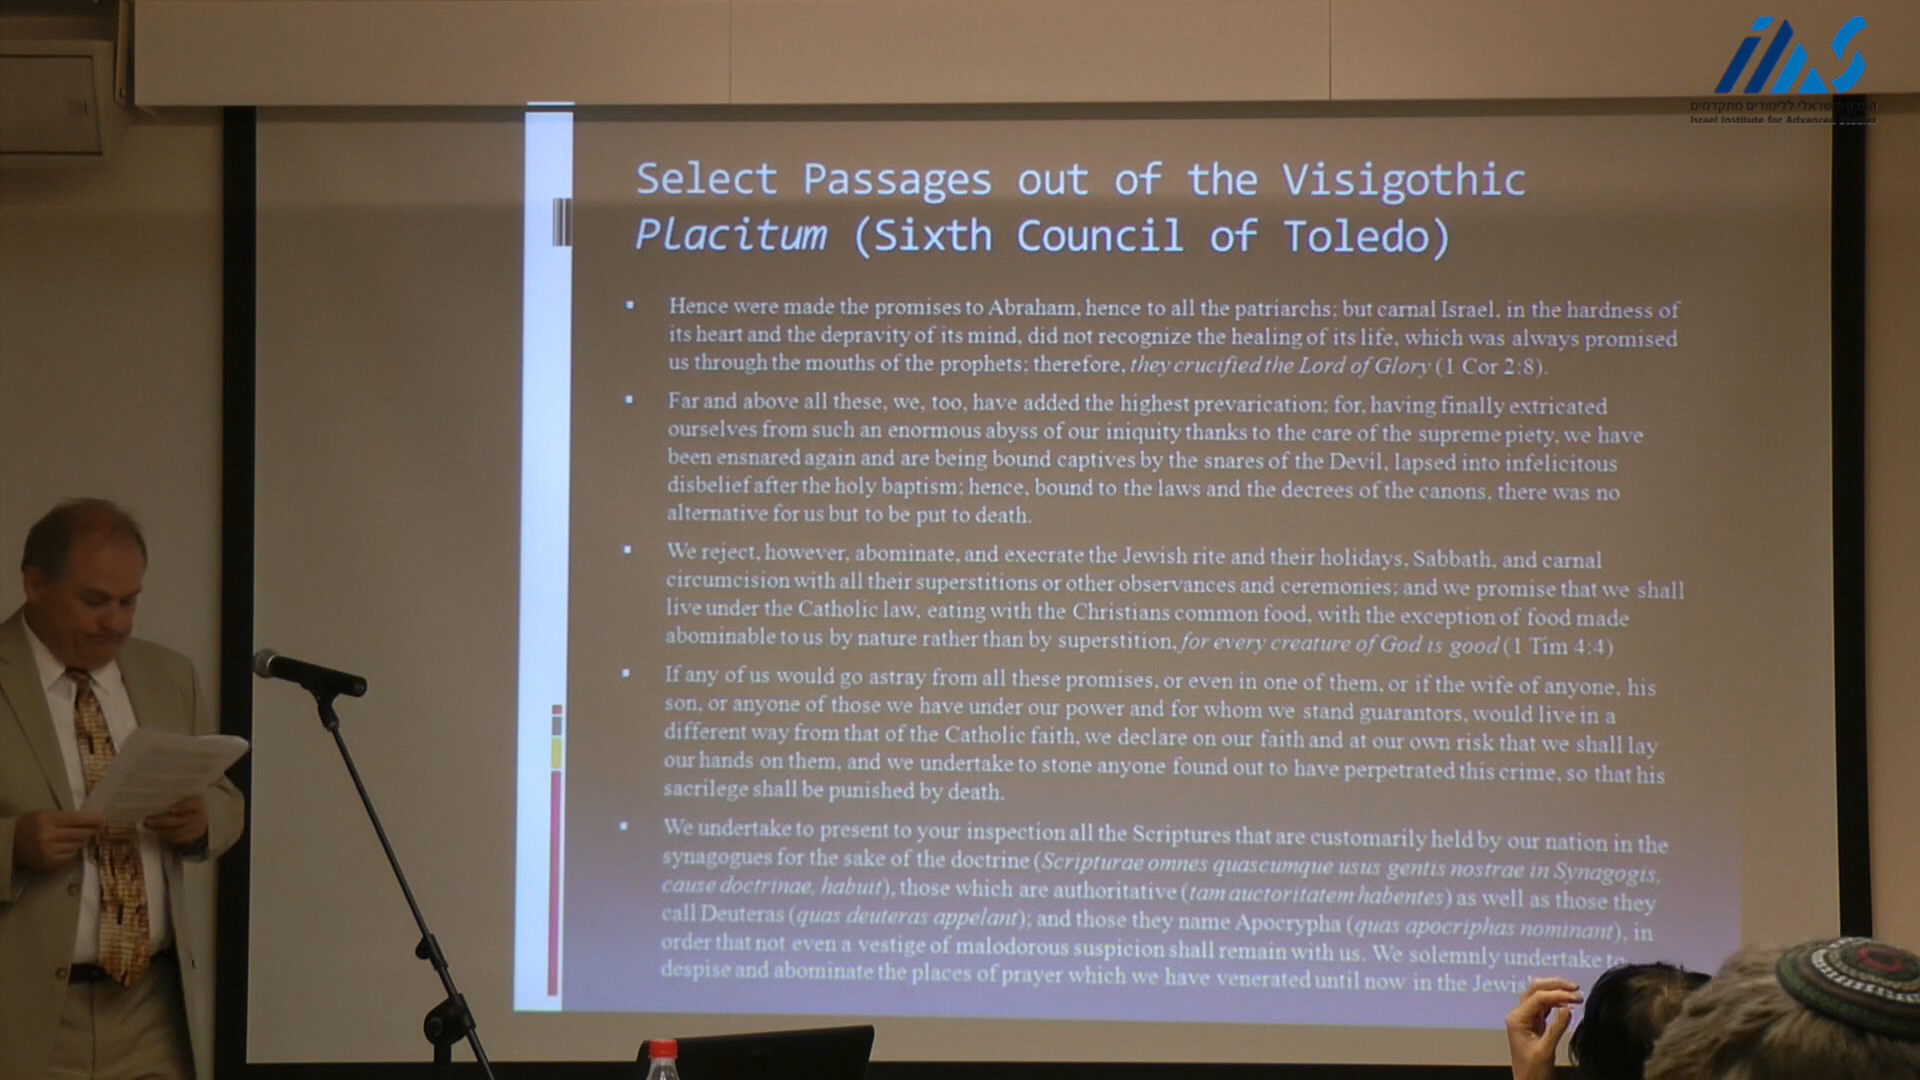 המכון הישראלי ללימודים מתקדמים
Israel Institute for Advanced Studies
Select Passages out of the Visigothic
Placitum (Sixth Council of Toledo)
▪ Hence were made the promises to Abraham, hence to all the patriarchs; but carnal Israel, in the hardness of
its heart and the depravity of its mind, did not recognize the healing of its life, which was always promised
us through the mouths of the prophets; therefore, they crucified the Lord of Glory (1 Cor 2:8).
▪ Far and above all these, we, too, have added the highest prevarication; for, having finally extricated
ourselves from such an enormous abyss of our iniquity thanks to the care of the supreme piety, we have
been ensnared again and are being bound captives by the snares of the Devil, lapsed into infelicitous
disbelief after the holy baptism; hence, bound to the laws and the decrees of the canons, there was no
alternative for us but to be put to death.
▪ We reject, however, abominate, and execrate the Jewish rite and their holidays, Sabbath, and carnal
circumcision with all their superstitions or other observances and ceremonies; and we promise that we shall
live under the Catholic law, eating with the Christians common food, with the exception of food made
abominable to us by nature rather than by superstition, for every creature of God is good (1 Tim 4:4)
▪ If any of us would go astray from all these promises, or even in one of them, or if the wife of anyone, his
son, or anyone of those we have under our power and for whom we stand guarantors, would live in a
different way from that of the Catholic faith, we declare on our faith and at our own risk that we shall lay
our hands on them, and we undertake to stone anyone found out to have perpetrated this crime, so that his
sacrilege shall be punished by death.
▪ We undertake to present to your inspection all the Scriptures that are customarily held by our nation in the
synagogues for the sake of the doctrine (Scripturae omnes quascumque usus gentis nostrae in Synagogis,
cause doctrinae, habuit), those which are authoritative (tam auctoritatem habentes) as well as those they
call Deuteras (quas deuteras appelant); and those they name Apocrypha (quas apocriphas nominant), in
order that not even a vestige of malodorous suspicion shall remain with us. We solemnly undertake to
despise and abominate the places of prayer which we have venerated until now in the